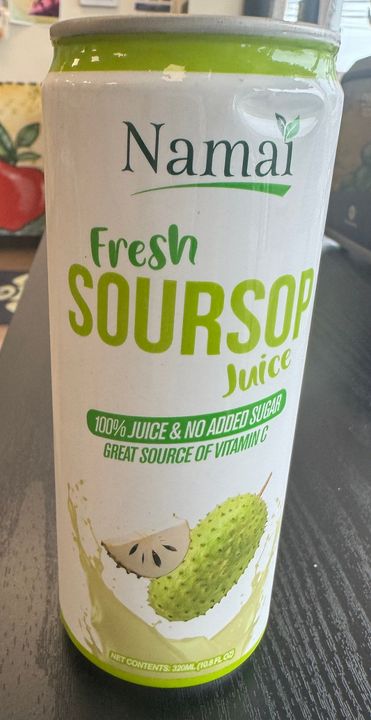 Namai
Fresh
SOURSOP
Juice
100% JUICE & NO ADDED SUGAR
GREAT SOURCE OF VITAMIN C
NET CONTENTS: 320ML (10.8 FL OZ)